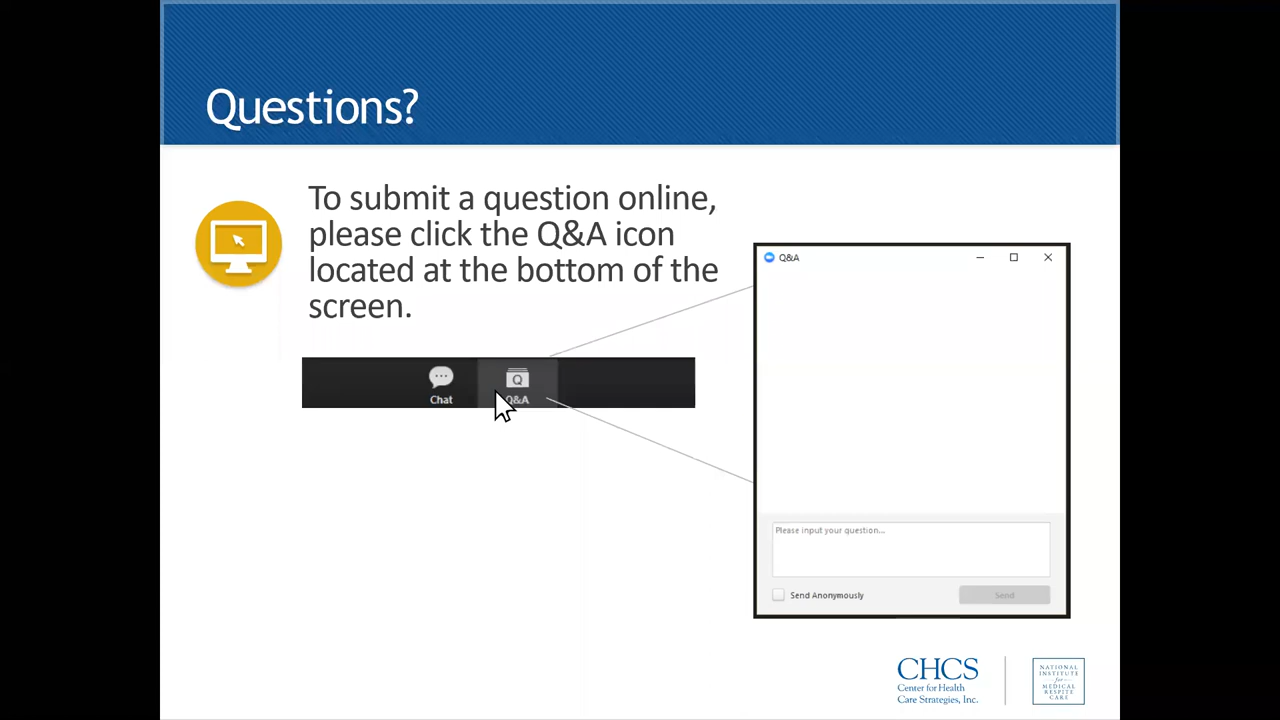 Questions?
To submit a question online,
please click the Q&A icon
located at the bottom of the
screen.
Chat
Q
Q&A
Q&A
Please input your question...
Send Anonymously
Send
CHCS
Center for Health
Care Strategies, Inc.
NATIONAL
INSTITUTE
for
MEDICAL
RESPITE
CARE